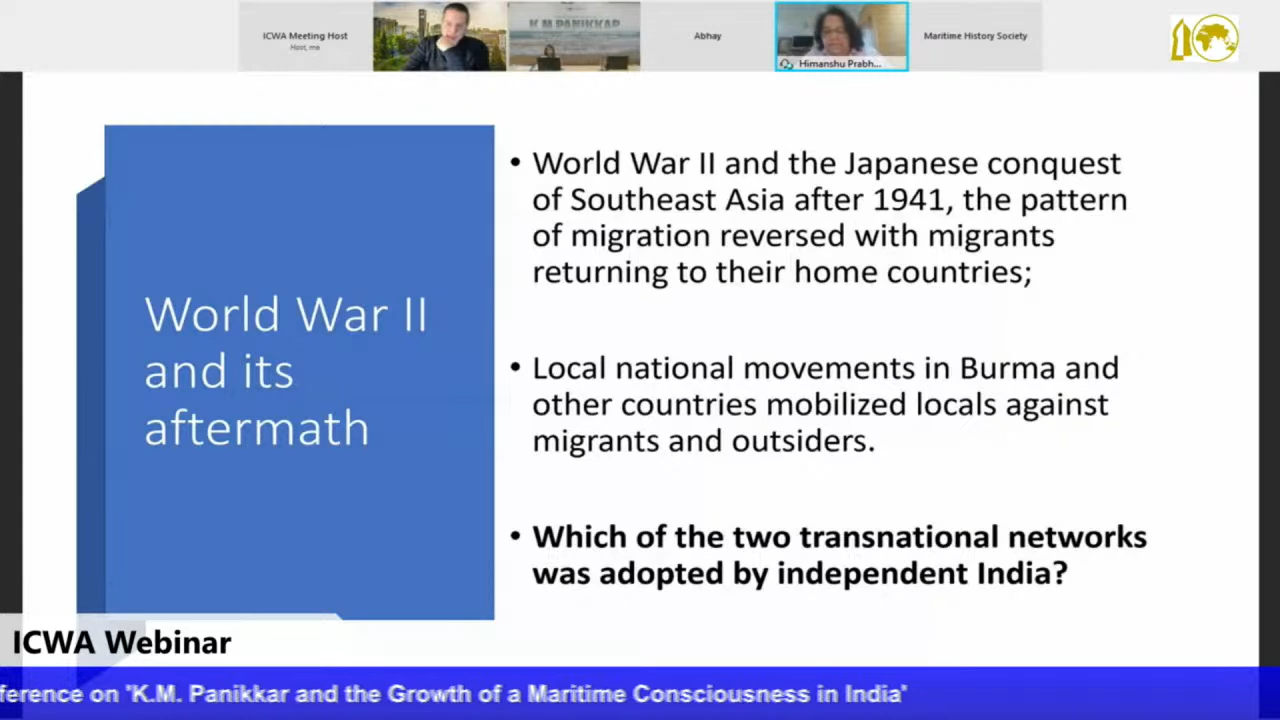 ICWA Meeting Host
Host, me
K M PANIKKAR
Abhay
Himanshu Prabh...
Maritime History Society
World War II
and its
aftermath
• World War II and the Japanese conquest
of Southeast Asia after 1941, the pattern
of migration reversed with migrants
returning to their home countries;
• Local national movements in Burma and
other countries mobilized locals against
migrants and outsiders.
• Which of the two transnational networks
was adopted by independent India?
ICWA Webinar
ference on 'K.M. Panikkar and the Growth of a Maritime Consciousness in India'